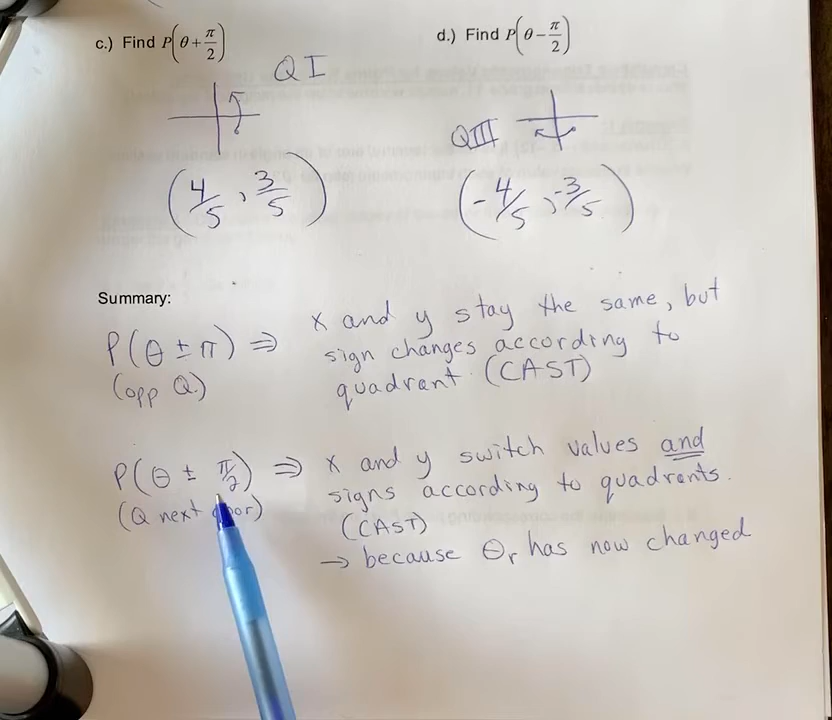 c.) Find P(θ + π/2)
d.) Find P(θ − π/2)
QI
QIII
(4/5, 3/5)
(-4/5, -3/5)
Summary:
P(θ ± π) ⇒ x and y stay the same, but
(opp Q) sign changes according to
quadrant. (CAST)
P(θ ± π/2) ⇒ x and y switch values and
(Q next door) signs according to quadrants.
(CAST)
→ because θr has now changed